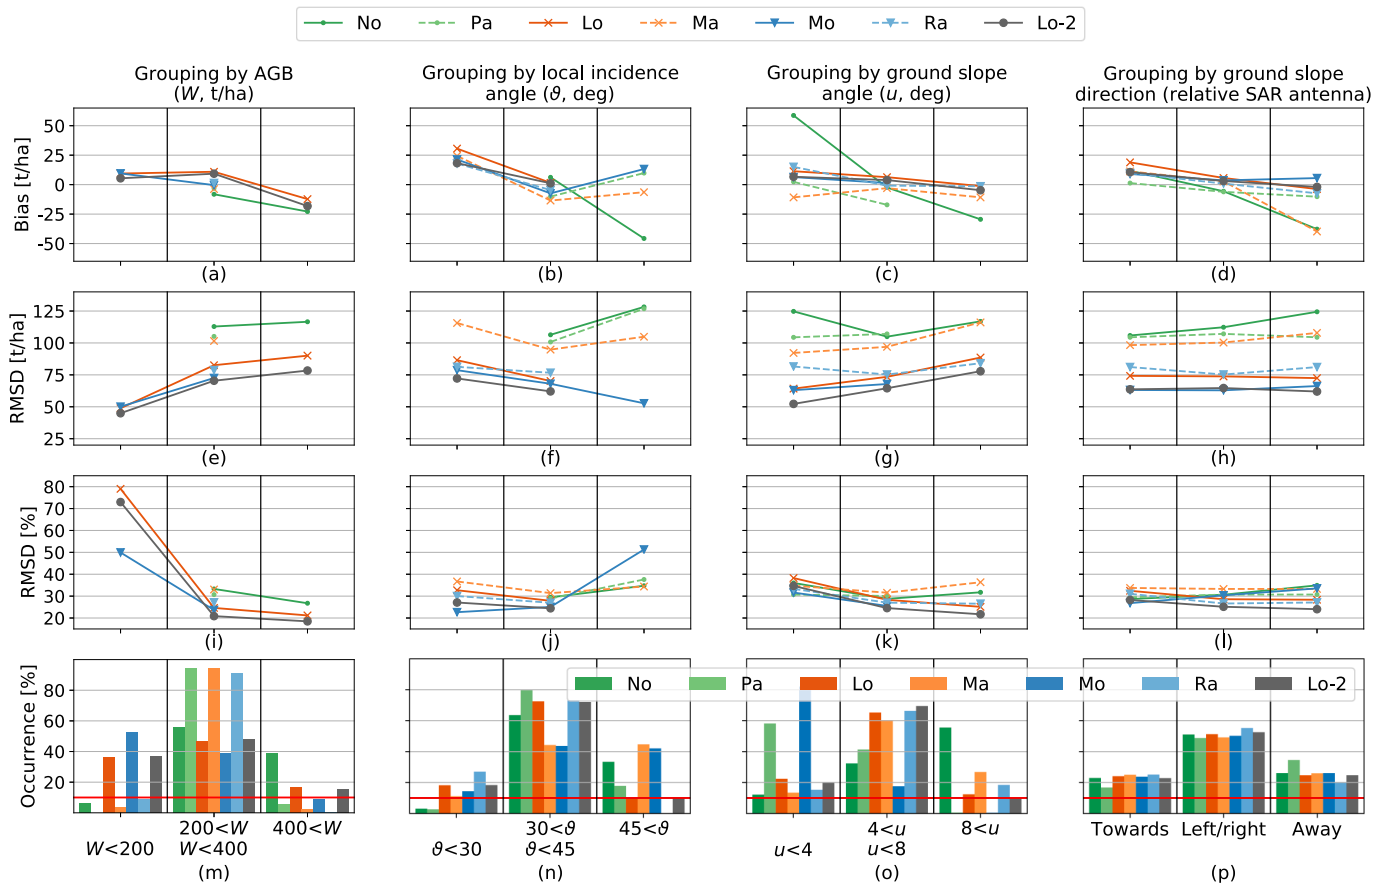 No Pa Lo Ma Mo Ra Lo-2
Grouping by AGB
(W, t/ha)
Grouping by local incidence
angle (ϑ, deg)
Grouping by ground slope
angle (u, deg)
Grouping by ground slope
direction (relative SAR antenna)
Bias [t/ha]
50
25
0
-25
-50
(a) (b) (c) (d)
RMSD [t/ha]
125
100
75
50
25
(e) (f) (g) (h)
RMSD [%]
80
70
60
50
40
30
20
(i) (j) (k) (l)
Occurrence [%]
80
60
40
20
No Pa Lo Ma Mo Ra Lo-2
W<200
200<W
W<400
400<W
ϑ<30
30<ϑ
ϑ<45
45<ϑ
u<4
4<u
u<8
8<u
Towards Left/right Away
(m) (n) (o) (p)